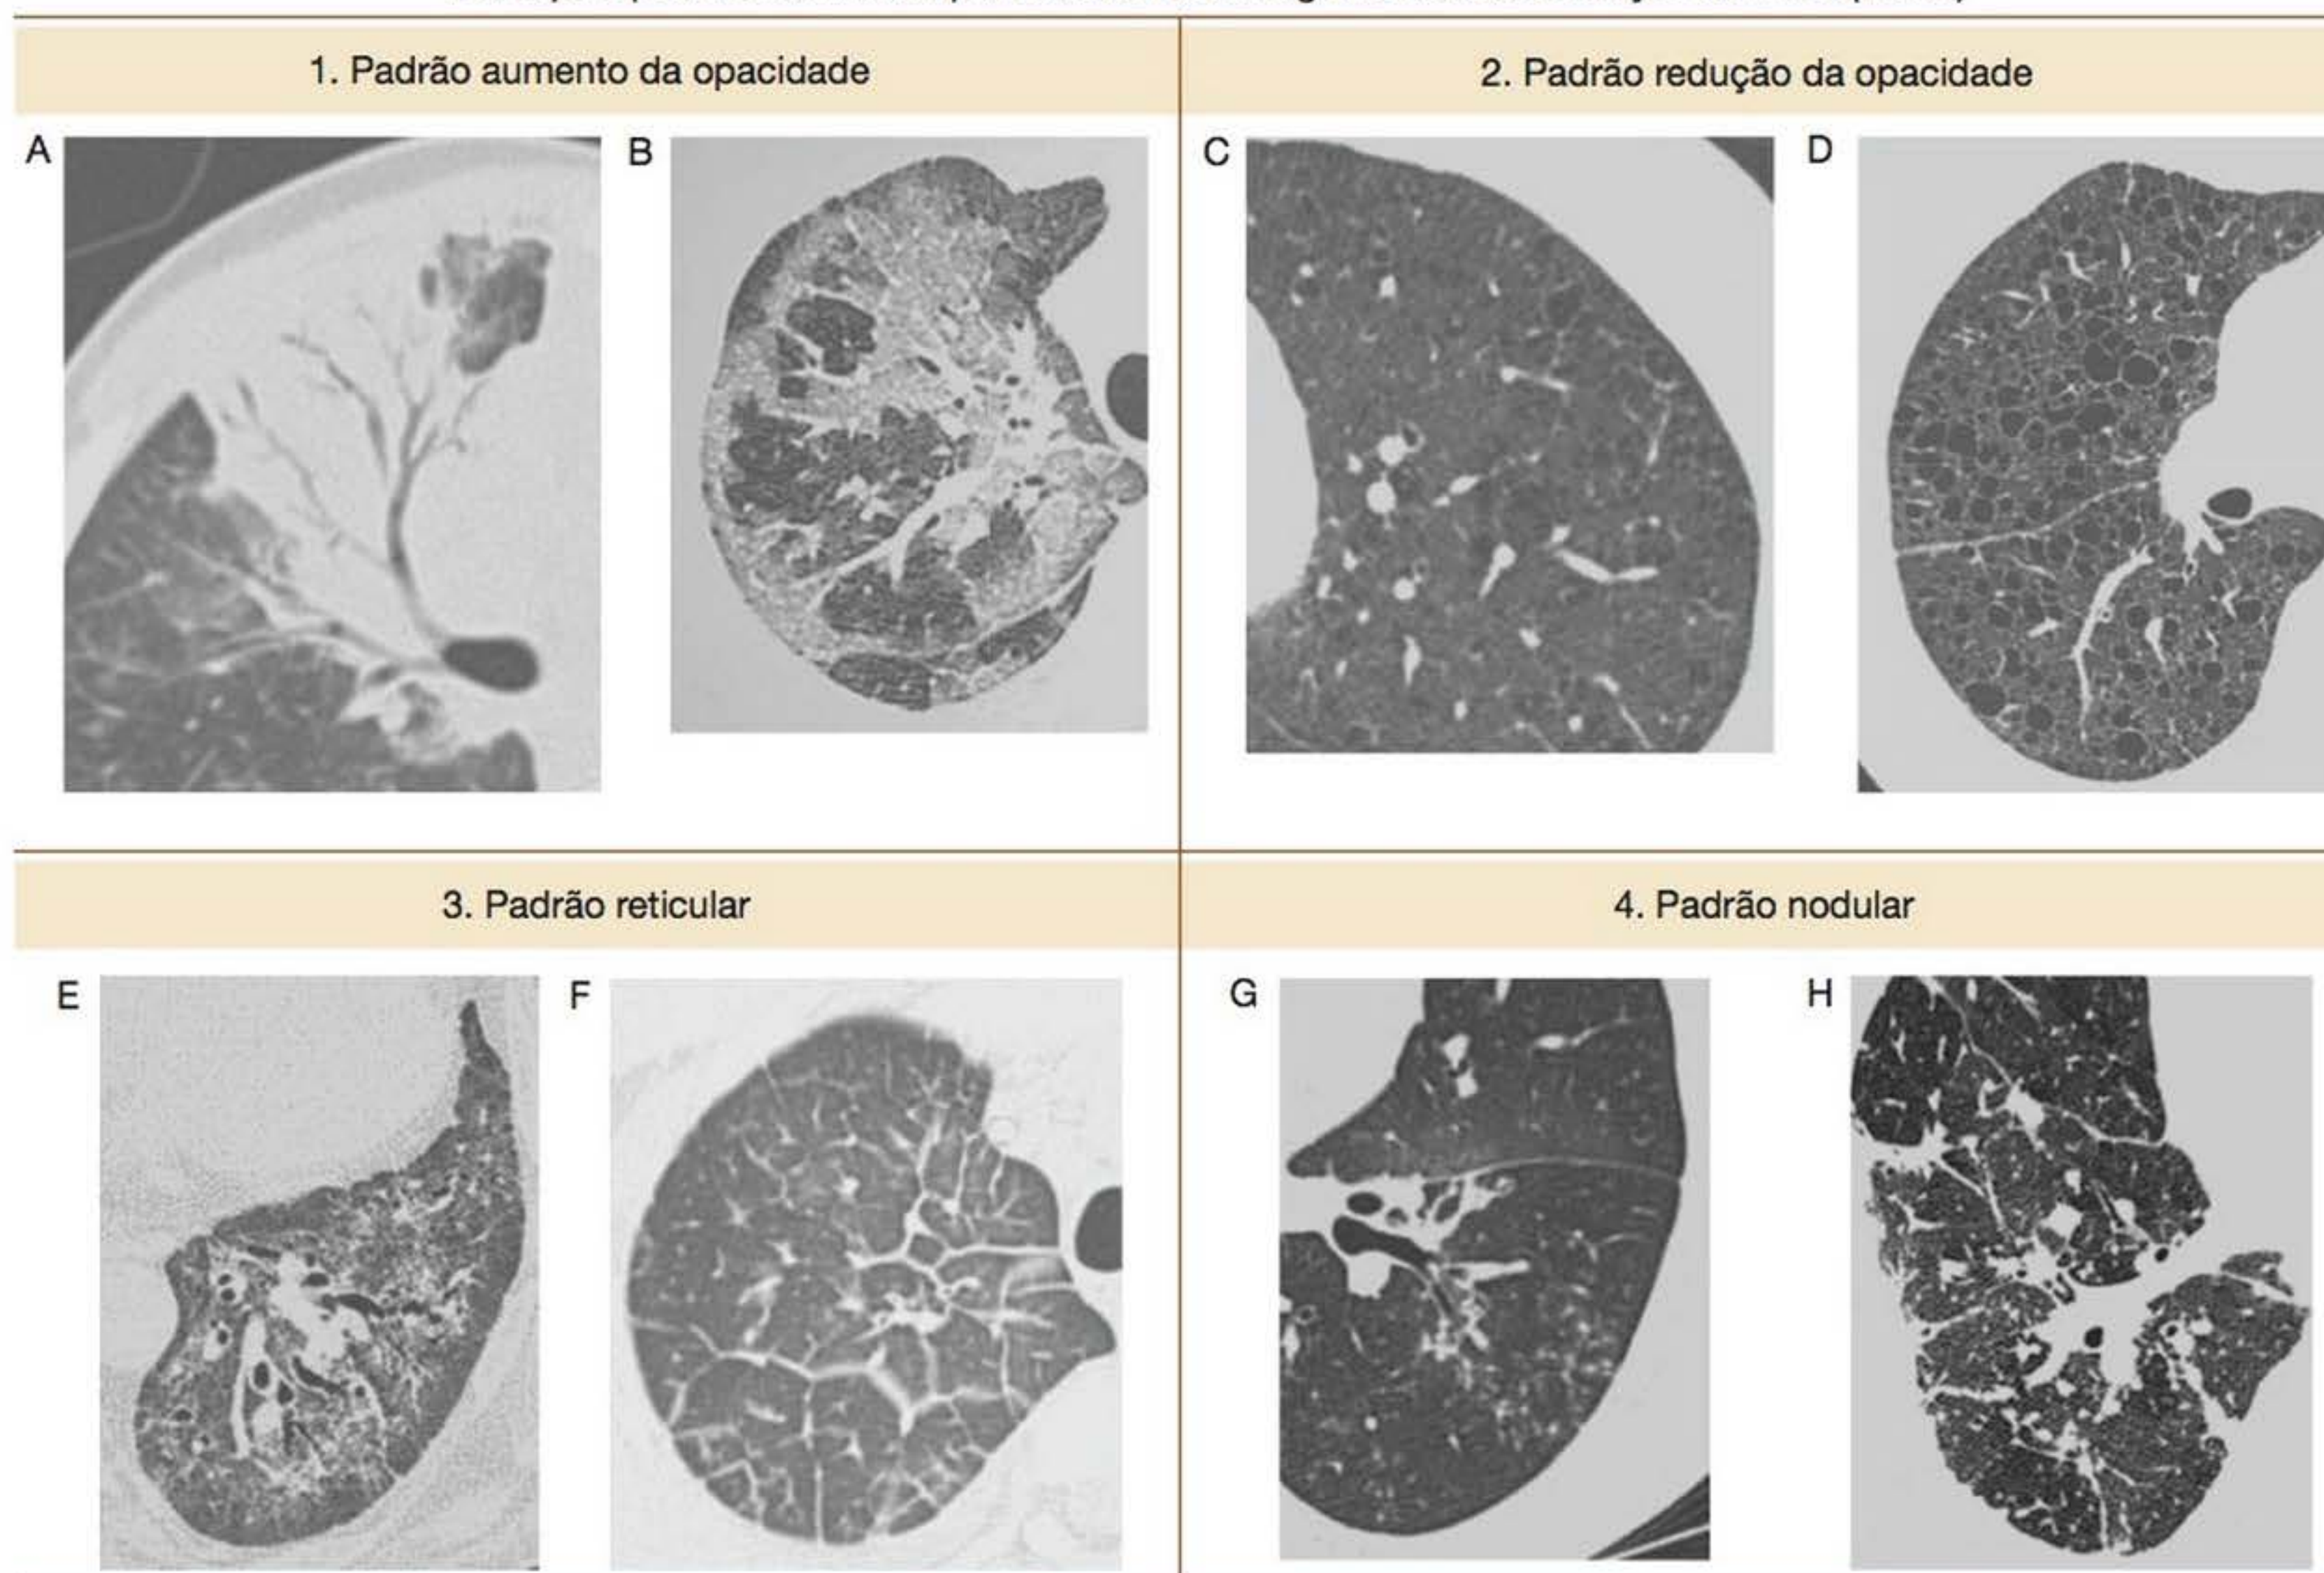 1. Padrão aumento da opacidade
2. Padrão redução da opacidade
A
B
C
D
3. Padrão reticular
4. Padrão nodular
E
F
G
H